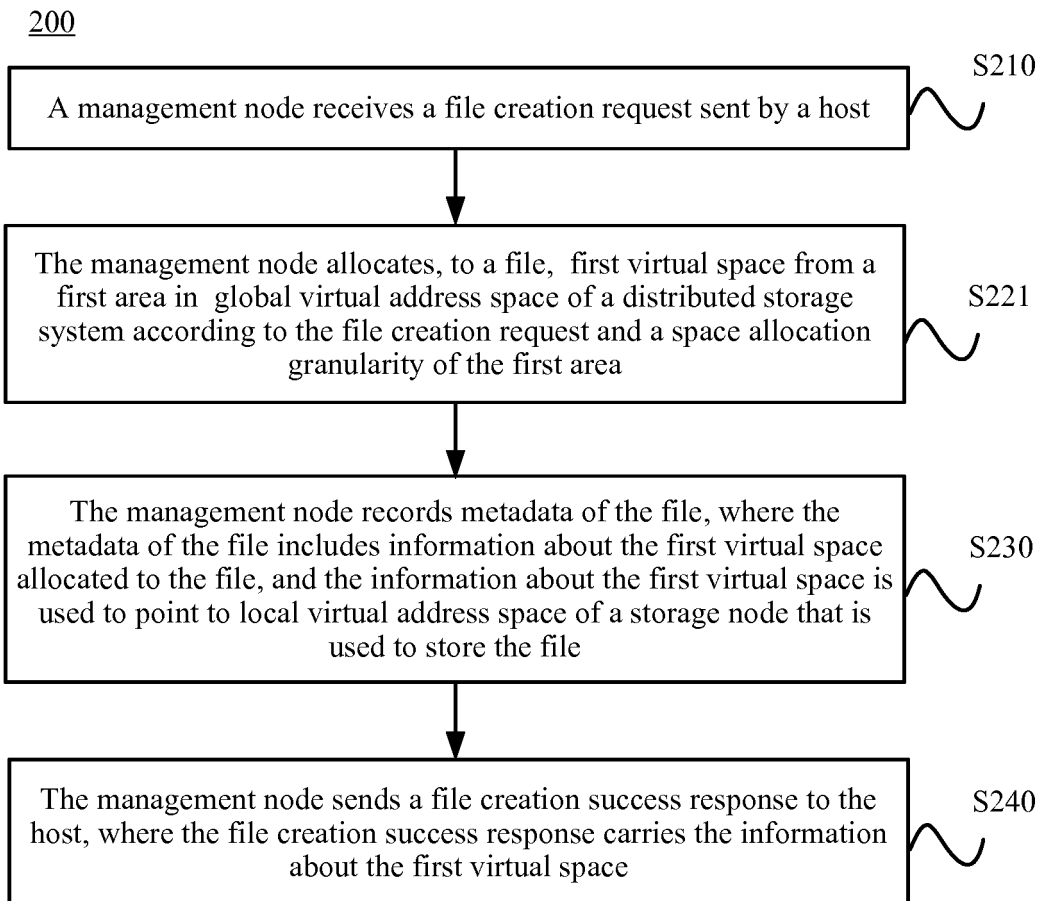 200
S210
A management node receives a file creation request sent by a host
The management node allocates, to a file, first virtual space from a
first area in global virtual address space of a distributed storage
system according to the file creation request and a space allocation
granularity of the first area
S221
The management node records metadata of the file, where the
metadata of the file includes information about the first virtual space
allocated to the file, and the information about the first virtual space is
used to point to local virtual address space of a storage node that is
used to store the file
S230
The management node sends a file creation success response to the
host, where the file creation success response carries the information
about the first virtual space
S240